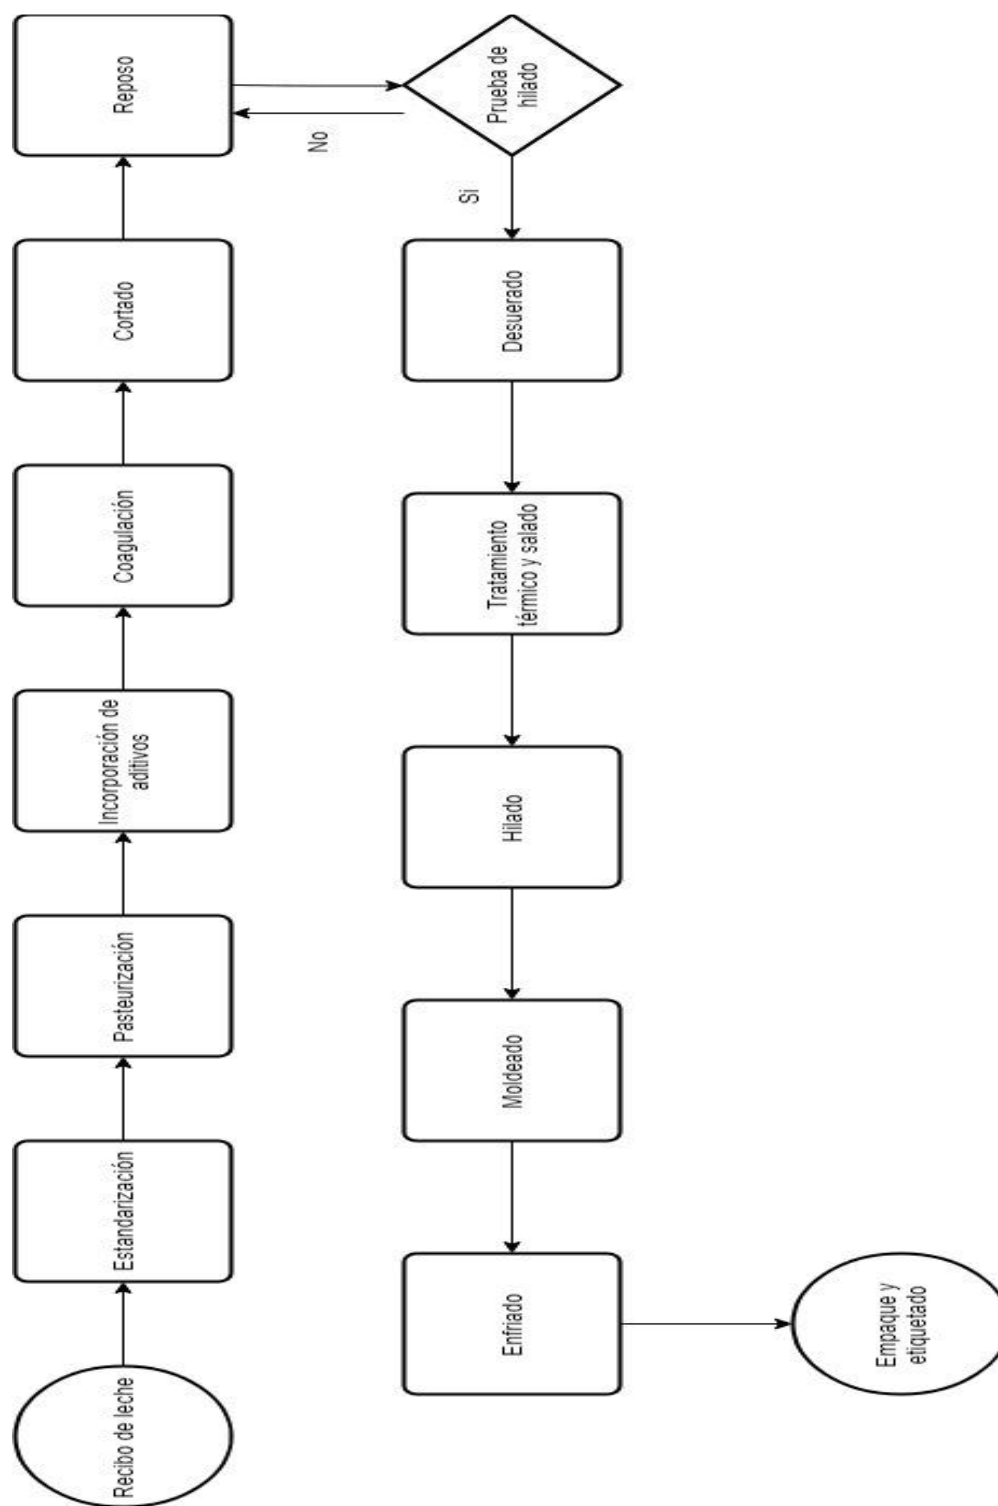 Recibo de leche
Estandarización
Pasteurización
Incorporación de
aditivos
Coagulación
Cortado
Reposo
No
Prueba de
hilado
Si
Desuerado
Tratamiento
térmico y salado
Hilado
Moldeado
Enfriado
Empaque y
etiquetado